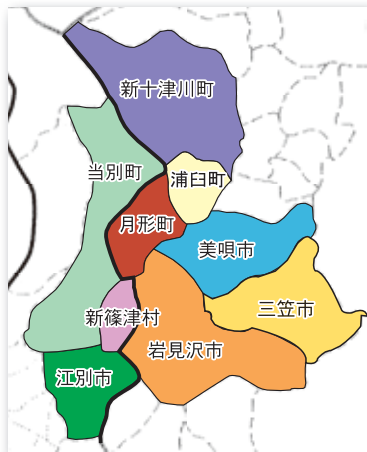 新十津川町
当別町
浦臼町
月形町
美唄市
三笠市
新篠津村
岩見沢市
江別市